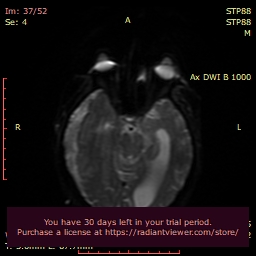 Im: 37/52
Se: 4
A
STP88
STP88
M
Ax DWI B 1000
R
L
You have 30 days left in your trial period.
Purchase a license at https://radiantviewer.com/store/